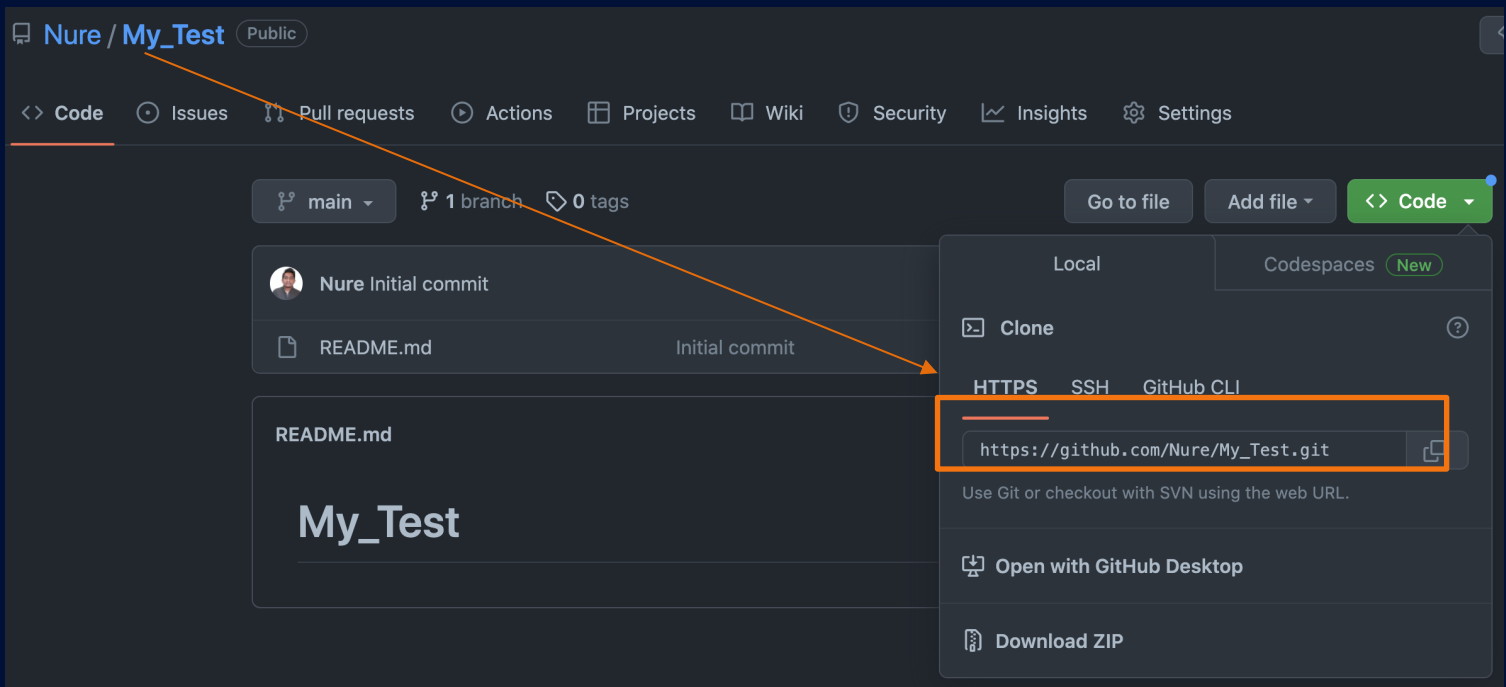 Nure / My_Test Public
Code Issues Pull requests Actions Projects Wiki Security Insights Settings
main 1 branch 0 tags Go to file Add file Code
Nure Initial commit
README.md Initial commit
README.md
My_Test
Local Codespaces New
Clone
HTTPS SSH GitHub CLI
https://github.com/Nure/My_Test.git
Use Git or checkout with SVN using the web URL.
Open with GitHub Desktop
Download ZIP